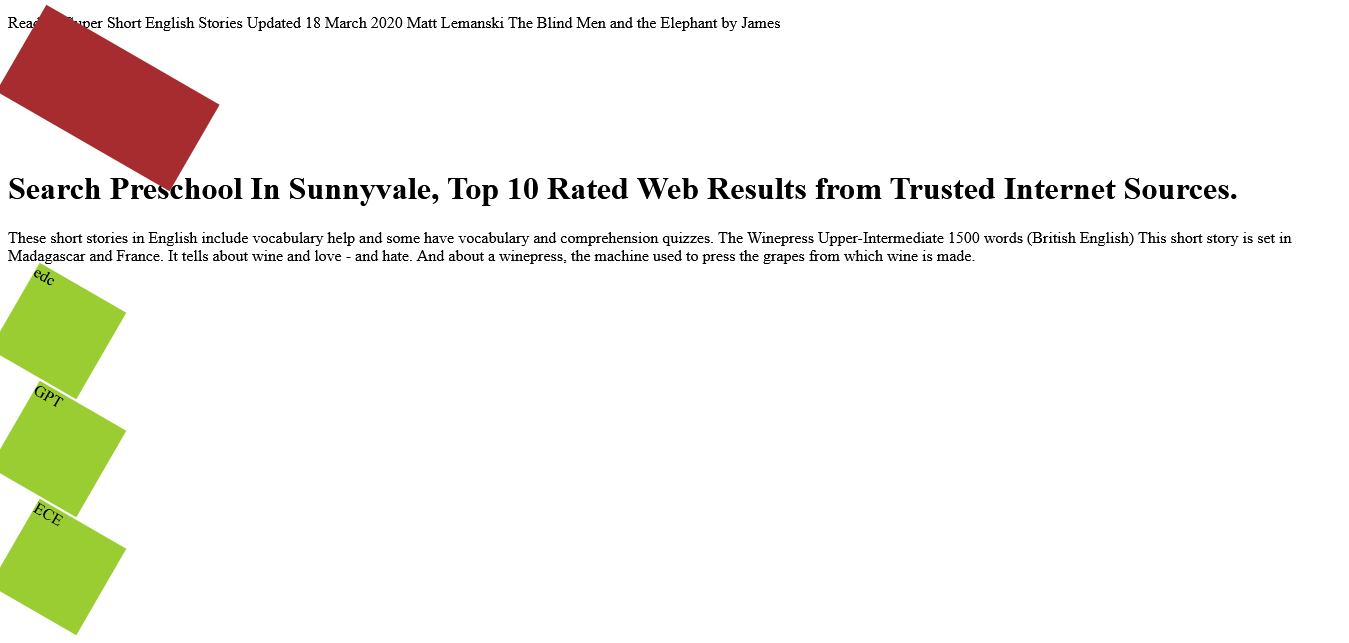 Short English Stories Updated 18 March 2020 Matt Lemanski The Blind Men and the Elephant by James
Search Preschool In Sunnyvale, Top 10 Rated Web Results from Trusted Internet Sources.
These short stories in English include vocabulary help and some have vocabulary and comprehension quizzes. The Winepress Upper-Intermediate 1500 words (British English) This short story is set in
Madagascar and France. It tells about wine and love - and hate. And about a winepress, the machine used to press the grapes from which wine is made.
edc
GPT
ECE